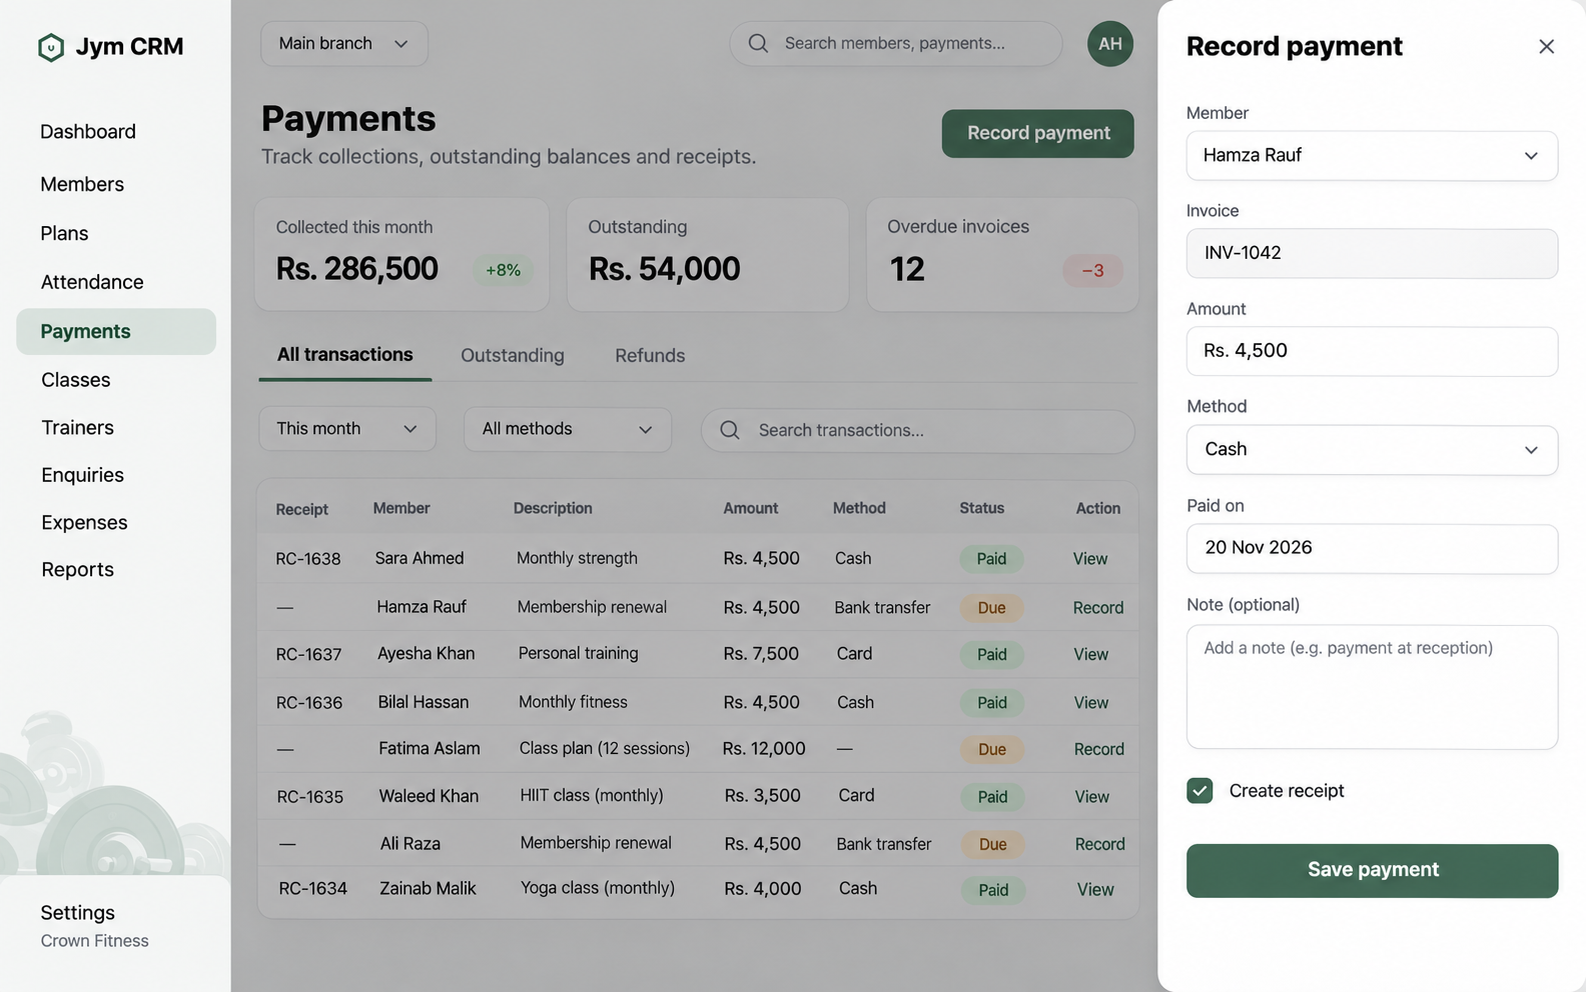 Jym CRM
Dashboard
Members
Plans
Attendance
Payments
Classes
Trainers
Enquiries
Expenses
Reports
Settings
Crown Fitness
Main branch
Search members, payments...
AH
Payments
Track collections, outstanding balances and receipts.
Record payment
Collected this month
Rs. 286,500 +8%
Outstanding
Rs. 54,000
Overdue invoices
12 −3
All transactions Outstanding Refunds
This month All methods Search transactions...
Receipt Member Description Amount Method Status Action
RC-1638 Sara Ahmed Monthly strength Rs. 4,500 Cash Paid View
— Hamza Rauf Membership renewal Rs. 4,500 Bank transfer Due Record
RC-1637 Ayesha Khan Personal training Rs. 7,500 Card Paid View
RC-1636 Bilal Hassan Monthly fitness Rs. 4,500 Cash Paid View
— Fatima Aslam Class plan (12 sessions) Rs. 12,000 — Due Record
RC-1635 Waleed Khan HIIT class (monthly) Rs. 3,500 Card Paid View
— Ali Raza Membership renewal Rs. 4,500 Bank transfer Due Record
RC-1634 Zainab Malik Yoga class (monthly) Rs. 4,000 Cash Paid View
Record payment
Member
Hamza Rauf
Invoice
INV-1042
Amount
Rs. 4,500
Method
Cash
Paid on
20 Nov 2026
Note (optional)
Add a note (e.g. payment at reception)
Create receipt
Save payment